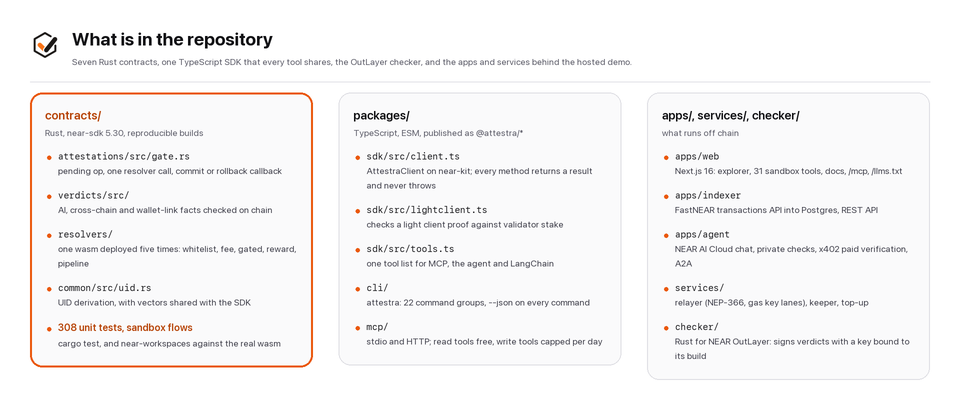 What is in the repository
Seven Rust contracts, one TypeScript SDK that every tool shares, the OutLayer checker, and the apps and services behind the hosted demo.
contracts/
Rust, near-sdk 5.30, reproducible builds
attestations/src/gate.rs
pending op, one resolver call, commit or rollback callback
verdicts/src/
AI, cross-chain and wallet-link facts checked on chain
resolvers/
one wasm deployed five times: whitelist, fee, gated, reward,
pipeline
common/src/uid.rs
UID derivation, with vectors shared with the SDK
308 unit tests, sandbox flows
cargo test, and near-workspaces against the real wasm
packages/
TypeScript, ESM, published as @attestra/*
sdk/src/client.ts
AttestraClient on near-kit; every method returns a result
and never throws
sdk/src/lightclient.ts
checks a light client proof against validator stake
sdk/src/tools.ts
one tool list for MCP, the agent and LangChain
cli/
attestra: 22 command groups, --json on every command
mcp/
stdio and HTTP; read tools free, write tools capped per day
apps/, services/, checker/
what runs off chain
apps/web
Next.js 16: explorer, 31 sandbox tools, docs, /mcp, /llms.txt
apps/indexer
FastNEAR transactions API into Postgres, REST API
apps/agent
NEAR AI Cloud chat, private checks, x402 paid verification,
A2A
services/
relayer (NEP-366, gas key lanes), keeper, top-up
checker/
Rust for NEAR OutLayer: signs verdicts with a key bound to
its build